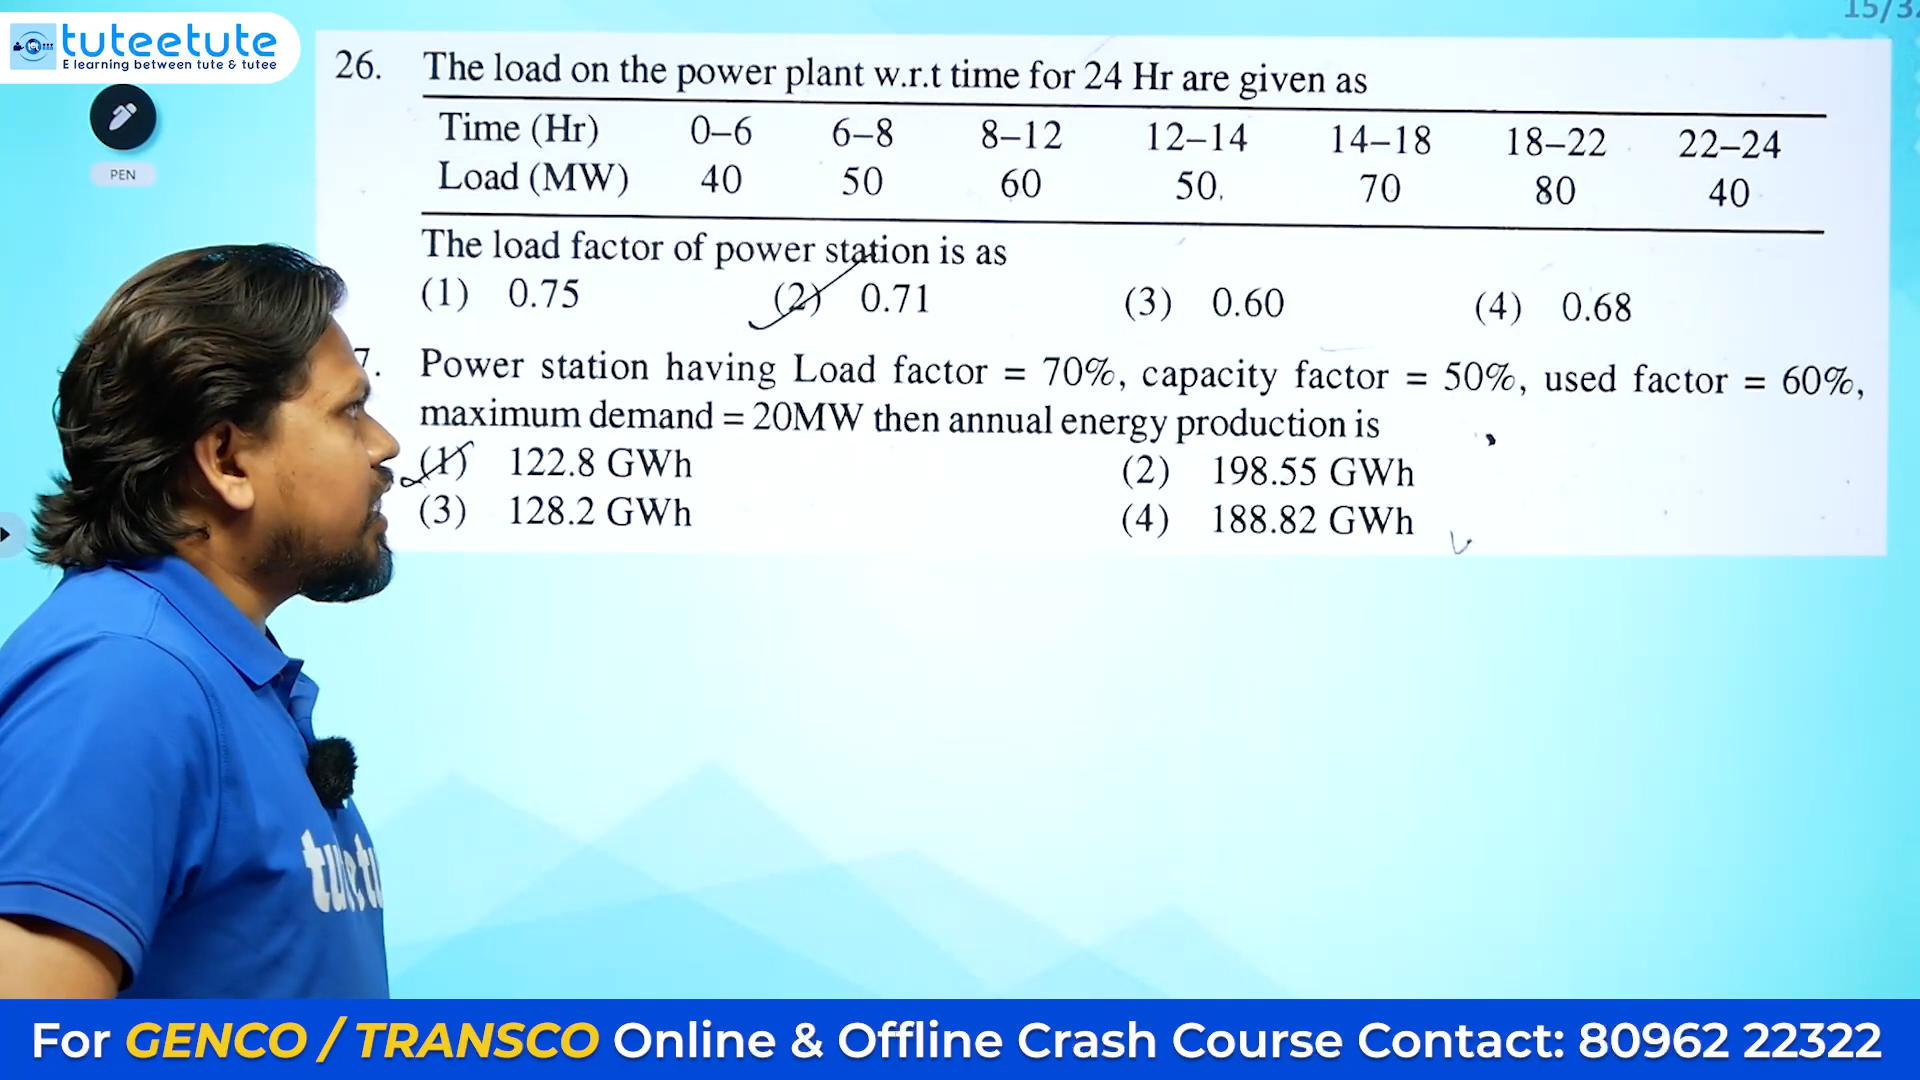 15/3
tuteetute
E learning between tute & tutee
PEN
26. The load on the power plant w.r.t time for 24 Hr are given as
Time (Hr) 0–6 6–8 8–12 12–14 14–18 18–22 22–24
Load (MW) 40 50 60 50 70 80 40
The load factor of power station is as
(1) 0.75 (2) 0.71 (3) 0.60 (4) 0.68
7. Power station having Load factor = 70%, capacity factor = 50%, used factor = 60%,
maximum demand = 20MW then annual energy production is
(1) 122.8 GWh (2) 198.55 GWh
(3) 128.2 GWh (4) 188.82 GWh
For GENCO / TRANSCO Online & Offline Crash Course Contact: 80962 22322